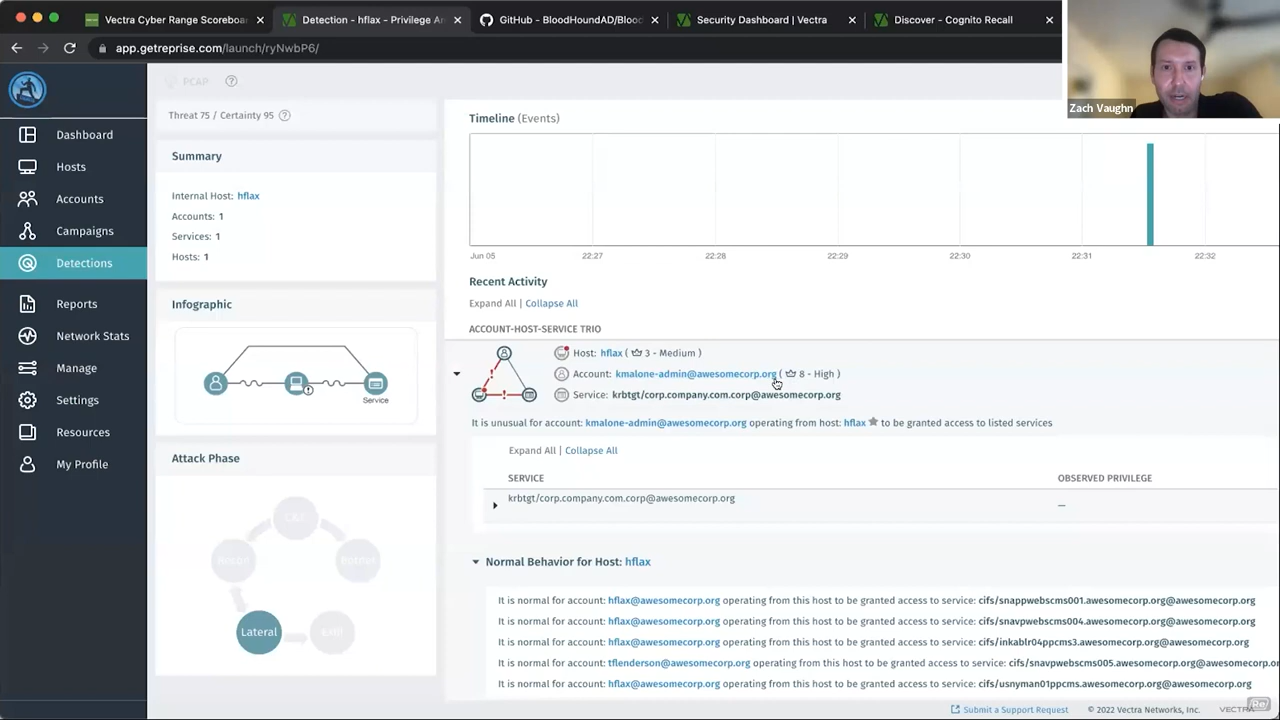 Vectra Cyber Range Scoreboa
Detection - hflax - Privilege An
GitHub - BloodHoundAD/Blood
Security Dashboard | Vectra
Discover - Cognito Recall
app.getreprise.com/launch/ryNwbP6/
Zach Vaughn
Dashboard
Hosts
Accounts
Campaigns
Detections
Reports
Network Stats
Manage
Settings
Resources
My Profile
PCAP
Threat 75 / Certainty 95
Summary
Internal Host: hflax
Accounts: 1
Services: 1
Hosts: 1
Infographic
Service
Attack Phase
C&C
Recon
Botnet
Lateral
Exfil
Timeline (Events)
Jun 05 22:27 22:28 22:29 22:30 22:31 22:32
Recent Activity
Expand All | Collapse All
ACCOUNT-HOST-SERVICE TRIO
Host: hflax ( 3 - Medium )
Account: kmalone-admin@awesomecorp.org ( 8 - High )
Service: krbtgt/corp.company.com.corp@awesomecorp.org
It is unusual for account: kmalone-admin@awesomecorp.org operating from host: hflax ★ to be granted access to listed services
Expand All | Collapse All
SERVICE OBSERVED PRIVILEGE
krbtgt/corp.company.com.corp@awesomecorp.org —
Normal Behavior for Host: hflax
It is normal for account: hflax@awesomecorp.org operating from this host to be granted access to service: cifs/snappwebscms001.awesomecorp.org@awesomecorp.org
It is normal for account: hflax@awesomecorp.org operating from this host to be granted access to service: cifs/snavpwebscms004.awesomecorp.org@awesomecorp.org
It is normal for account: hflax@awesomecorp.org operating from this host to be granted access to service: cifs/inkablr04ppcms3.awesomecorp.org@awesomecorp.org
It is normal for account: tflenderson@awesomecorp.org operating from this host to be granted access to service: cifs/snavpwebscms005.awesomecorp.org@awesomecorp.or
It is normal for account: hflax@awesomecorp.org operating from this host to be granted access to service: cifs/usnyman01ppcms.awesomecorp.org@awesomecorp.org
Submit a Support Request © 2022 Vectra Networks, Inc. VECTRA
Re